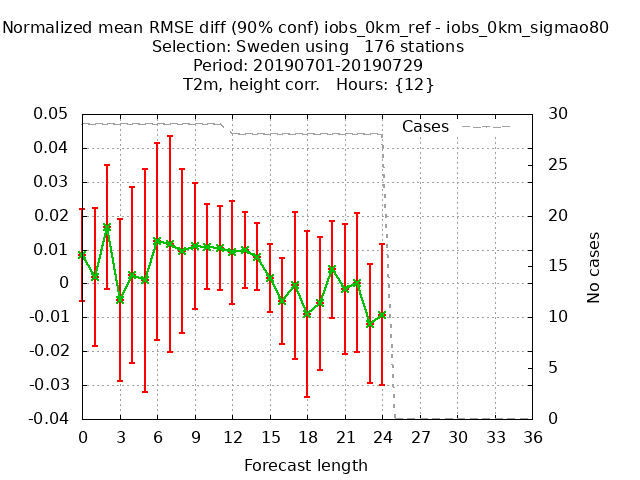 Normalized mean RMSE diff (90% conf) iobs_0km_ref - iobs_0km_sigmao80
Selection: Sweden using   176 stations
Period: 20190701-20190729
T2m, height corr.   Hours: {12}
0.05
0.04
0.03
0.02
0.01
0
-0.01
-0.02
-0.03
-0.04
Cases
30
25
20
15
10
5
0
No cases
0 3 6 9 12 15 18 21 24 27 30 33 36
Forecast length